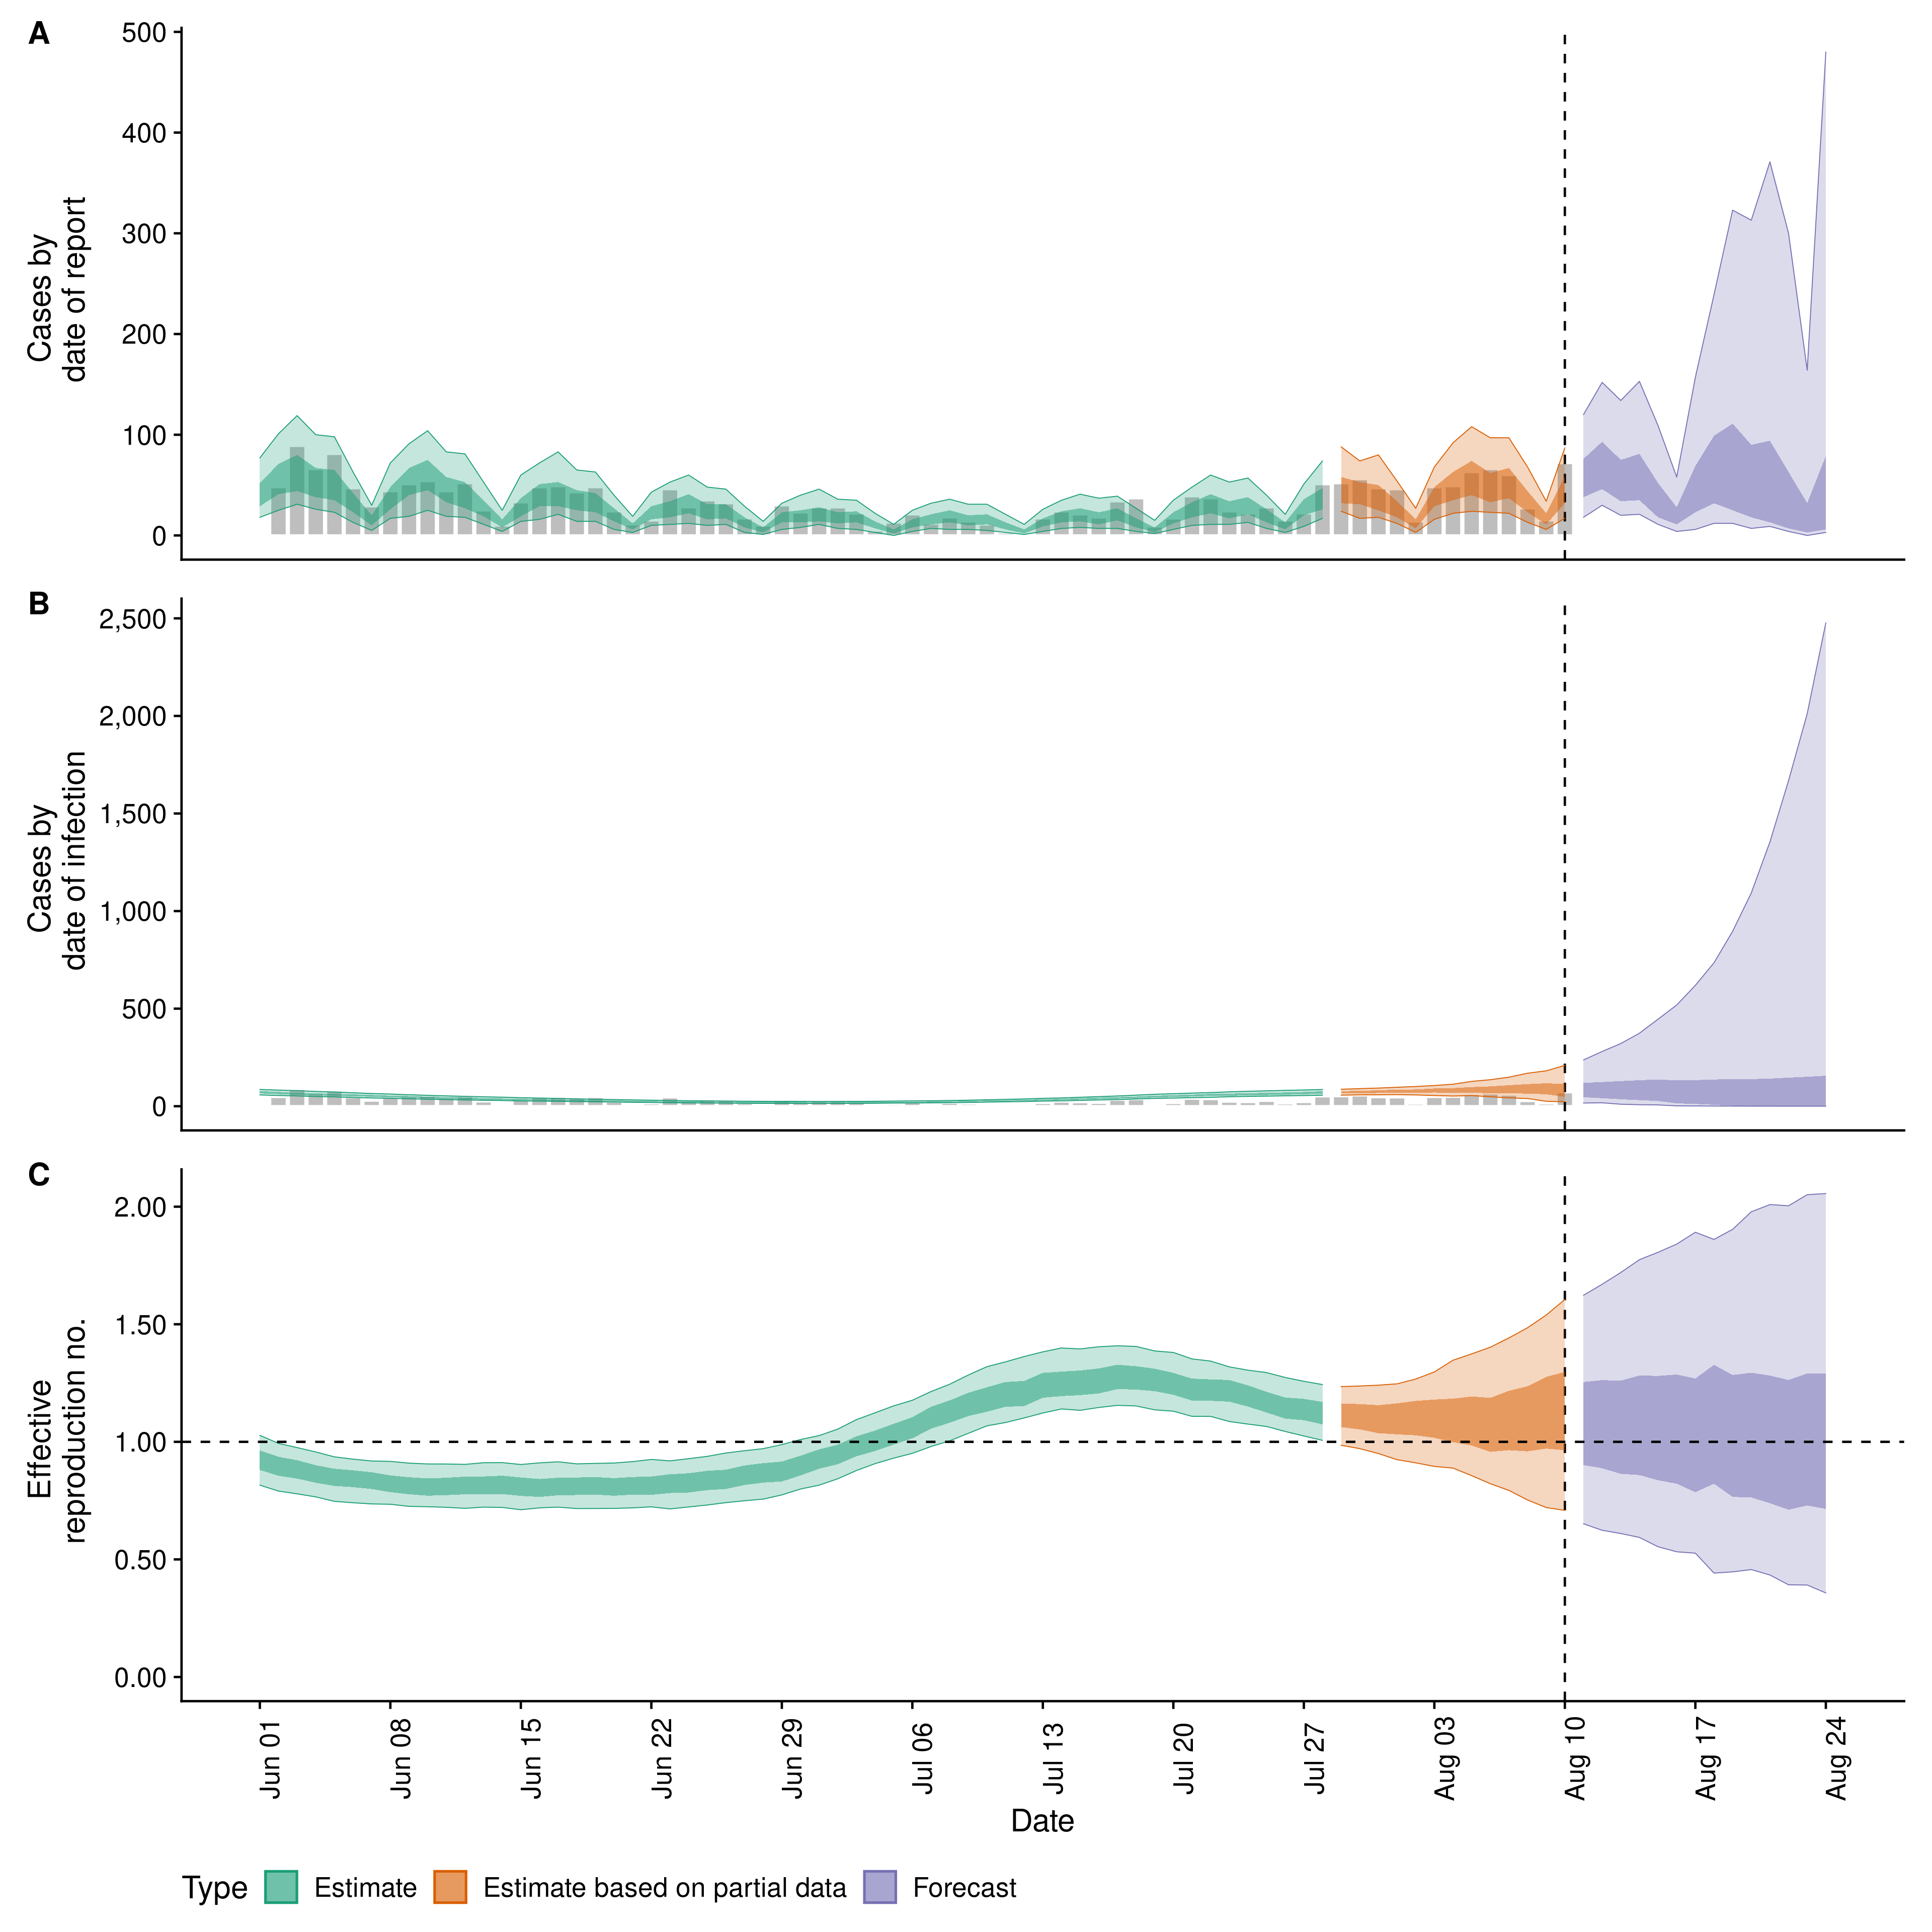 A
500
400
300
200
100
0
Cases by
date of report
B
2,500
2,000
1,500
1,000
500
0
Cases by
date of infection
C
2.00
1.50
1.00
0.50
0.00
Effective
reproduction no.
Jun 01
Jun 08
Jun 15
Jun 22
Jun 29
Jul 06
Jul 13
Jul 20
Jul 27
Aug 03
Aug 10
Aug 17
Aug 24
Date
Type Estimate Estimate based on partial data Forecast